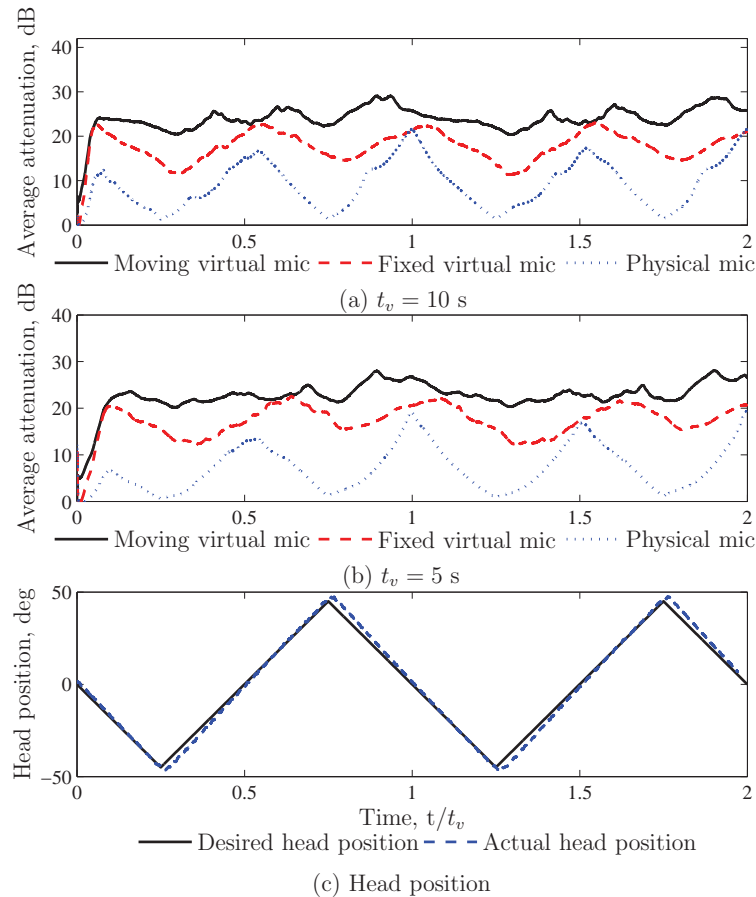 Average attenuation, dB
40
30
20
10
0
0 0.5 1 1.5 2
Moving virtual mic Fixed virtual mic Physical mic
(a) t_v = 10 s
Average attenuation, dB
40
30
20
10
0
0 0.5 1 1.5 2
Moving virtual mic Fixed virtual mic Physical mic
(b) t_v = 5 s
Head position, deg
50
0
−50
0 0.5 1 1.5 2
Time, t/t_v
Desired head position Actual head position
(c) Head position